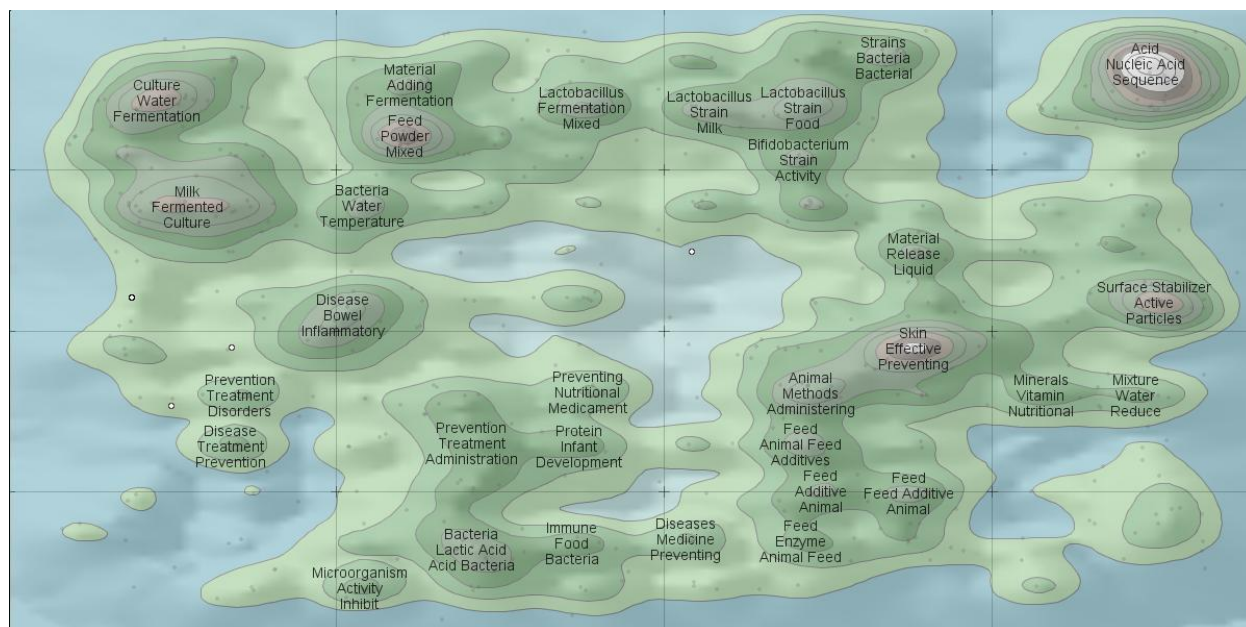 Strains
Bacteria
Bacterial
Acid
Nucleic Acid
Sequence
Culture
Water
Fermentation
Material
Adding
Fermentation
Feed
Powder
Mixed
Lactobacillus
Fermentation
Mixed
Lactobacillus
Strain
Milk
Lactobacillus
Strain
Food
Bifidobacterium
Strain
Activity
Milk
Fermented
Culture
Bacteria
Water
Temperature
Material
Release
Liquid
Disease
Bowel
Inflammatory
Surface Stabilizer
Active
Particles
Skin
Effective
Preventing
Prevention
Treatment
Disorders
Preventing
Nutritional
Medicament
Animal
Methods
Administering
Minerals
Vitamin
Nutritional
Mixture
Water
Reduce
Disease
Treatment
Prevention
Prevention
Treatment
Administration
Protein
Infant
Development
Feed
Animal Feed
Additives
Feed
Additive
Animal
Feed
Feed Additive
Animal
Bacteria
Lactic Acid
Acid Bacteria
Immune
Food
Bacteria
Diseases
Medicine
Preventing
Feed
Enzyme
Animal Feed
Microorganism
Activity
Inhibit